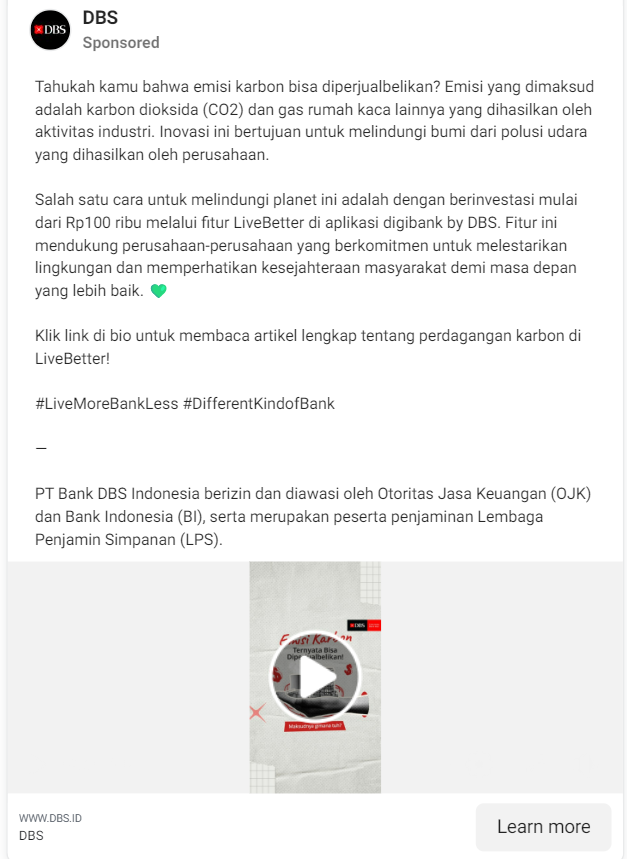 DBS
DBS
Sponsored
Tahukah kamu bahwa emisi karbon bisa diperjualbelikan? Emisi yang dimaksud
adalah karbon dioksida (CO2) dan gas rumah kaca lainnya yang dihasilkan oleh
aktivitas industri. Inovasi ini bertujuan untuk melindungi bumi dari polusi udara
yang dihasilkan oleh perusahaan.
Salah satu cara untuk melindungi planet ini adalah dengan berinvestasi mulai
dari Rp100 ribu melalui fitur LiveBetter di aplikasi digibank by DBS. Fitur ini
mendukung perusahaan-perusahaan yang berkomitmen untuk melestarikan
lingkungan dan memperhatikan kesejahteraan masyarakat demi masa depan
yang lebih baik. 💚
Klik link di bio untuk membaca artikel lengkap tentang perdagangan karbon di
LiveBetter!
#LiveMoreBankLess #DifferentKindofBank
—
PT Bank DBS Indonesia berizin dan diawasi oleh Otoritas Jasa Keuangan (OJK)
dan Bank Indonesia (BI), serta merupakan peserta penjaminan Lembaga
Penjamin Simpanan (LPS).
DBS
Emisi Karbon
Ternyata Bisa
Diperjualbelikan!
Maksudnya gimana tuh?
WWW.DBS.ID
DBS
Learn more